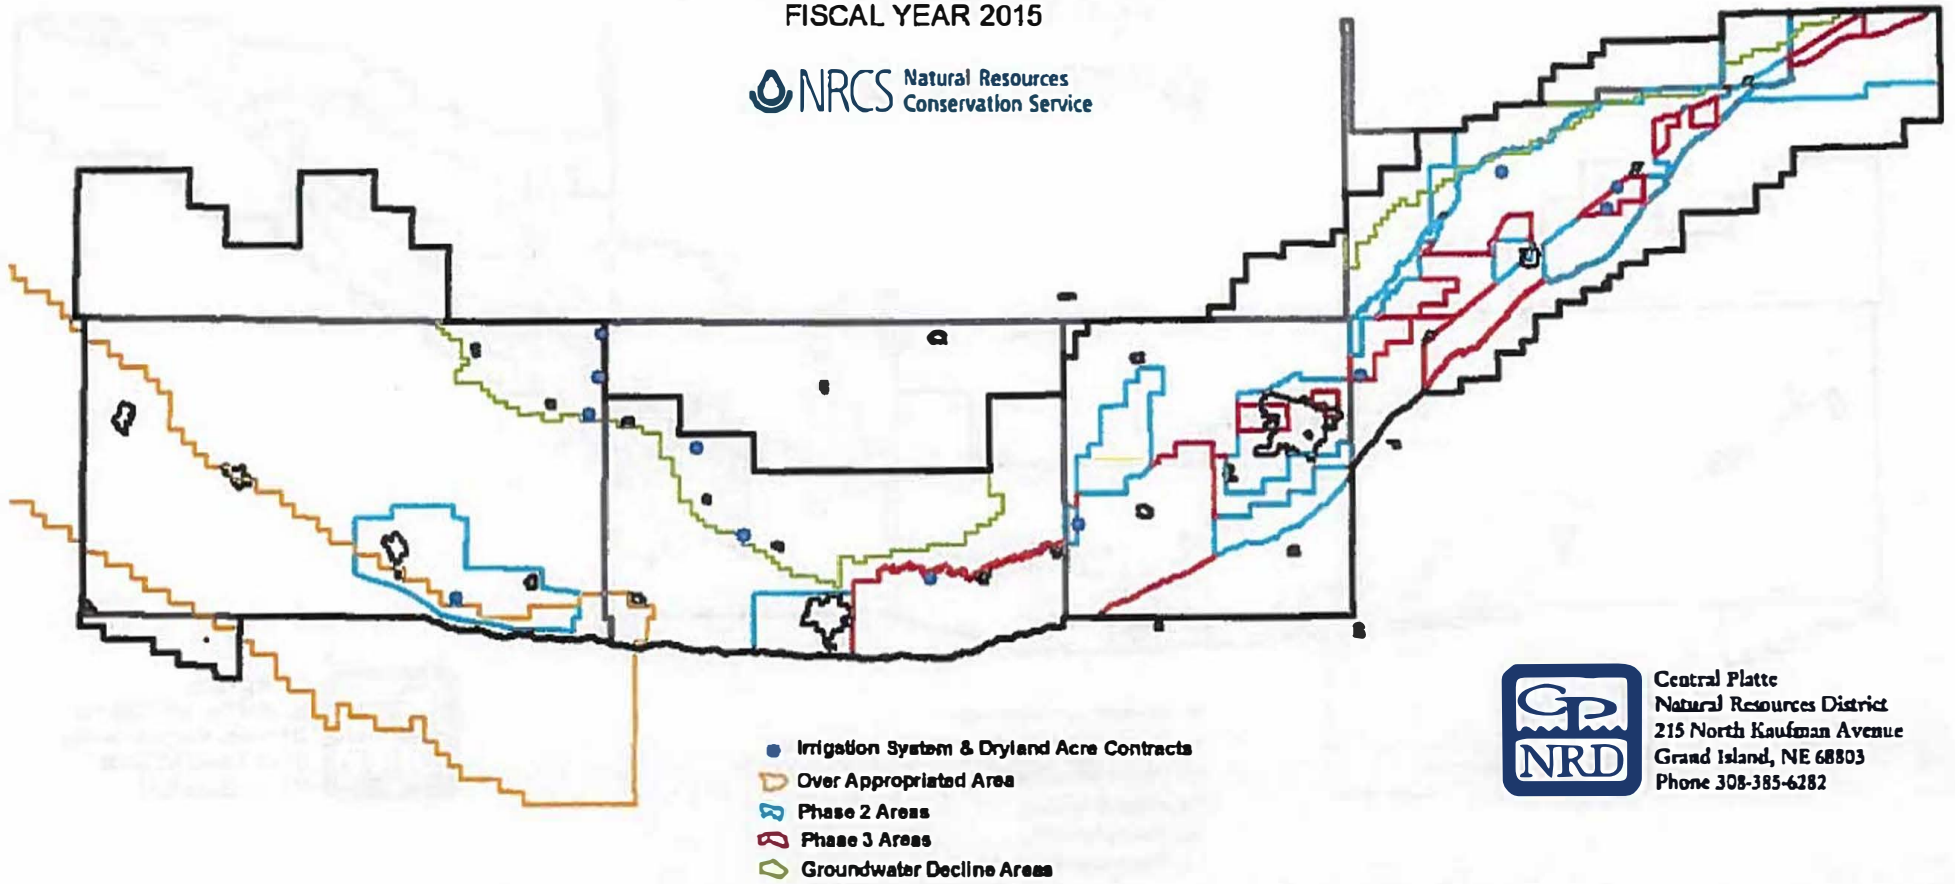 FISCAL YEAR 2015
NRCS Natural Resources
Conservation Service
Irrigation System & Dryland Acre Contracts
Over Appropriated Area
Phase 2 Areas
Phase 3 Areas
Groundwater Decline Areas
CP
NRD
Central Platte
Natural Resources District
215 North Kaufman Avenue
Grand Island, NE 68803
Phone 308-385-6282